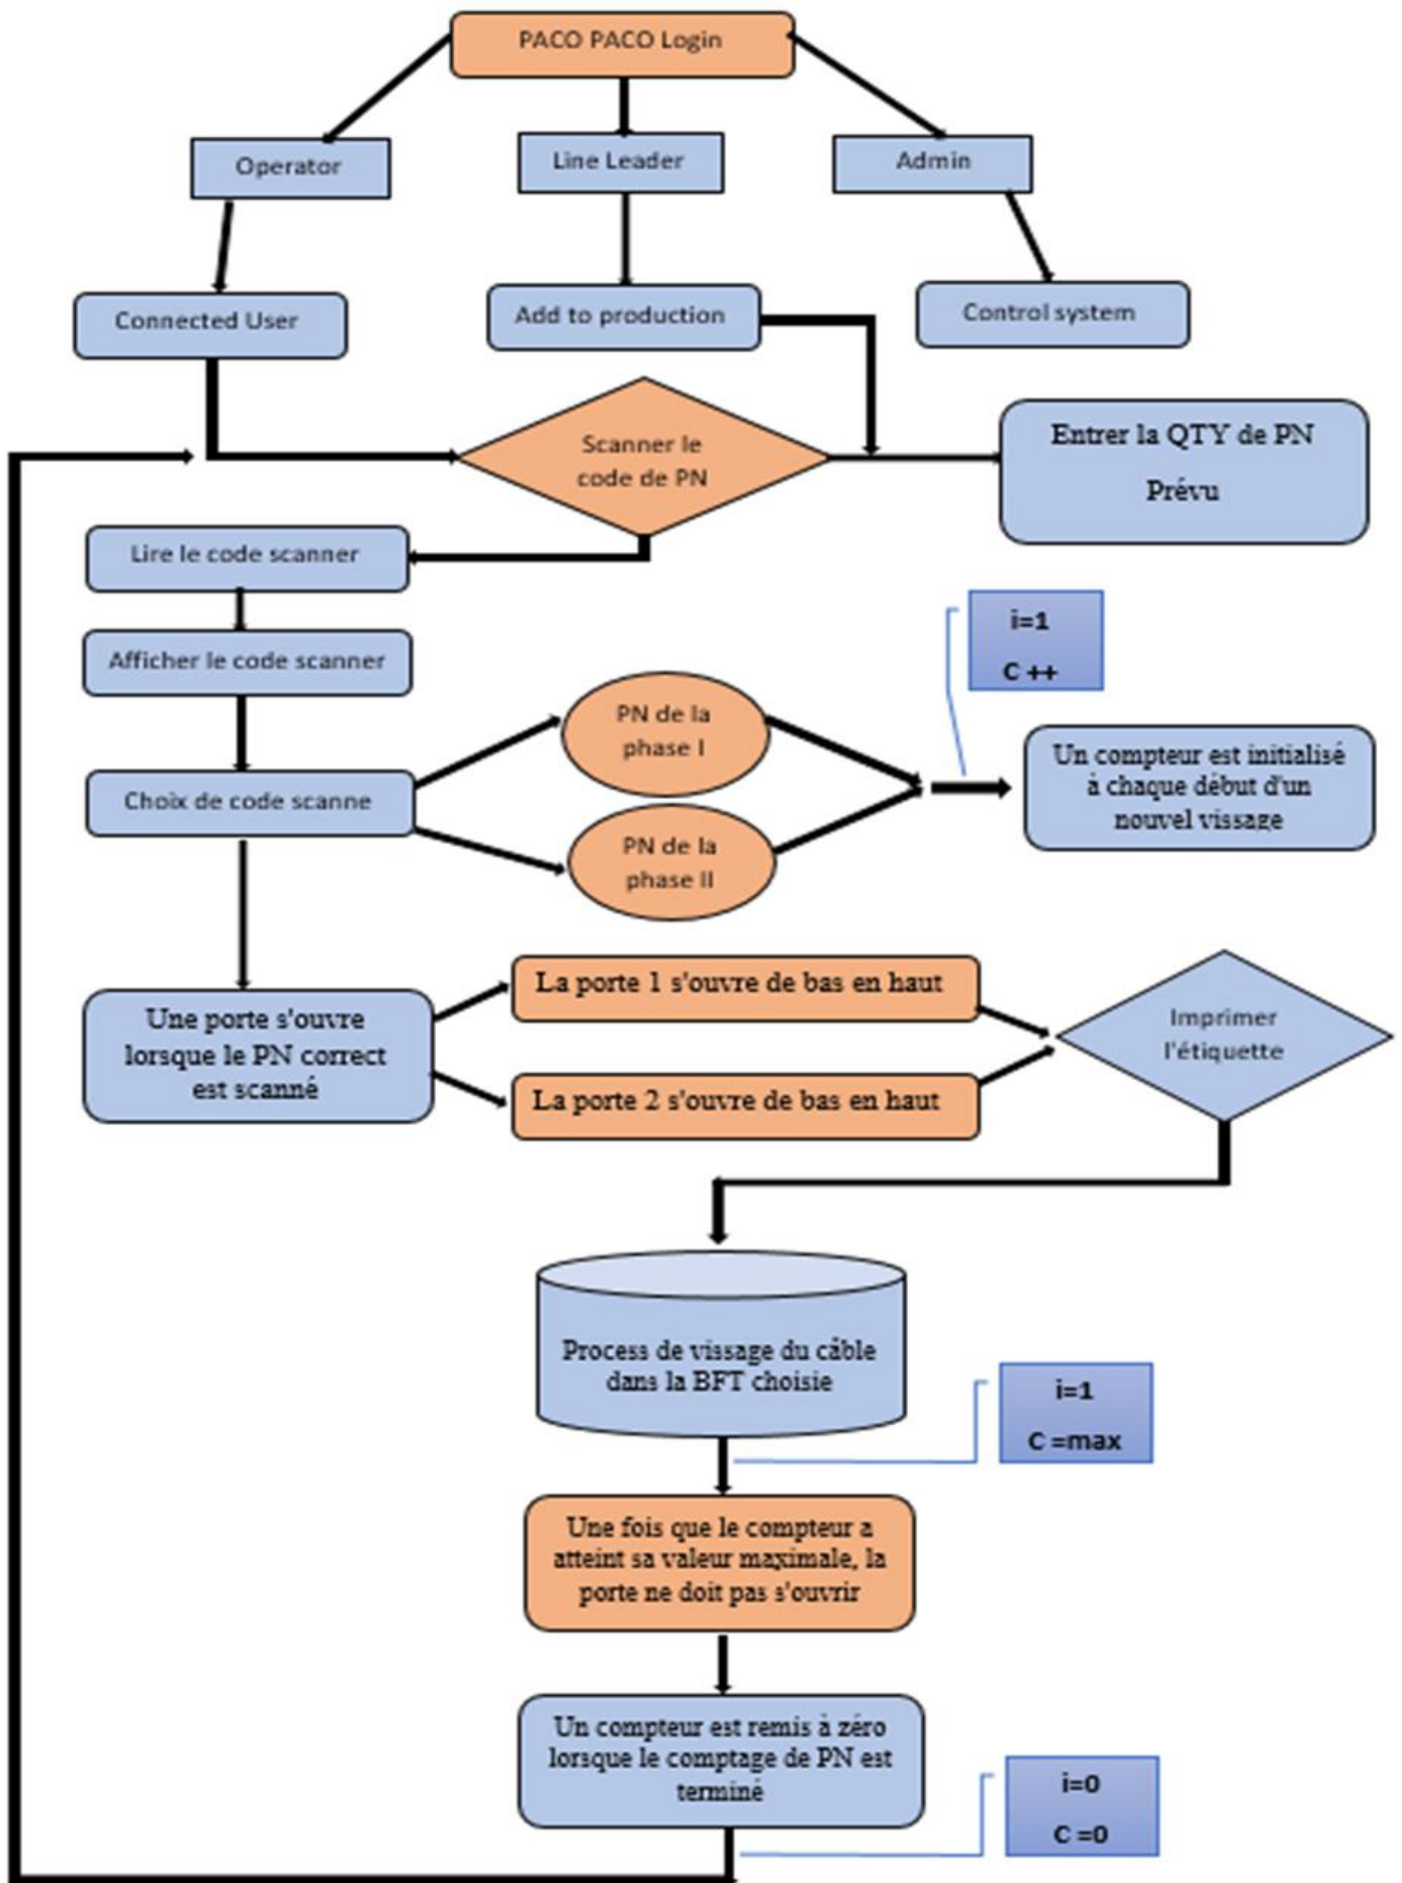 PACO PACO Login
Operator
Line Leader
Admin
Connected User
Add to production
Control system
Scanner le
code de PN
Entrer la QTY de PN
Prévu
Lire le code scanner
i=1
C ++
Afficher le code scanner
PN de la
phase I
Un compteur est initialisé
à chaque début d'un
nouvel vissage
Choix de code scanne
PN de la
phase II
Une porte s'ouvre
lorsque le PN correct
est scanné
La porte 1 s'ouvre de bas en haut
La porte 2 s'ouvre de bas en haut
Imprimer
l'étiquette
Process de vissage du câble
dans la BFT choisie
i=1
C =max
Une fois que le compteur a
atteint sa valeur maximale, la
porte ne doit pas s'ouvrir
Un compteur est remis à zéro
lorsque le comptage de PN est
terminé
i=0
C =0